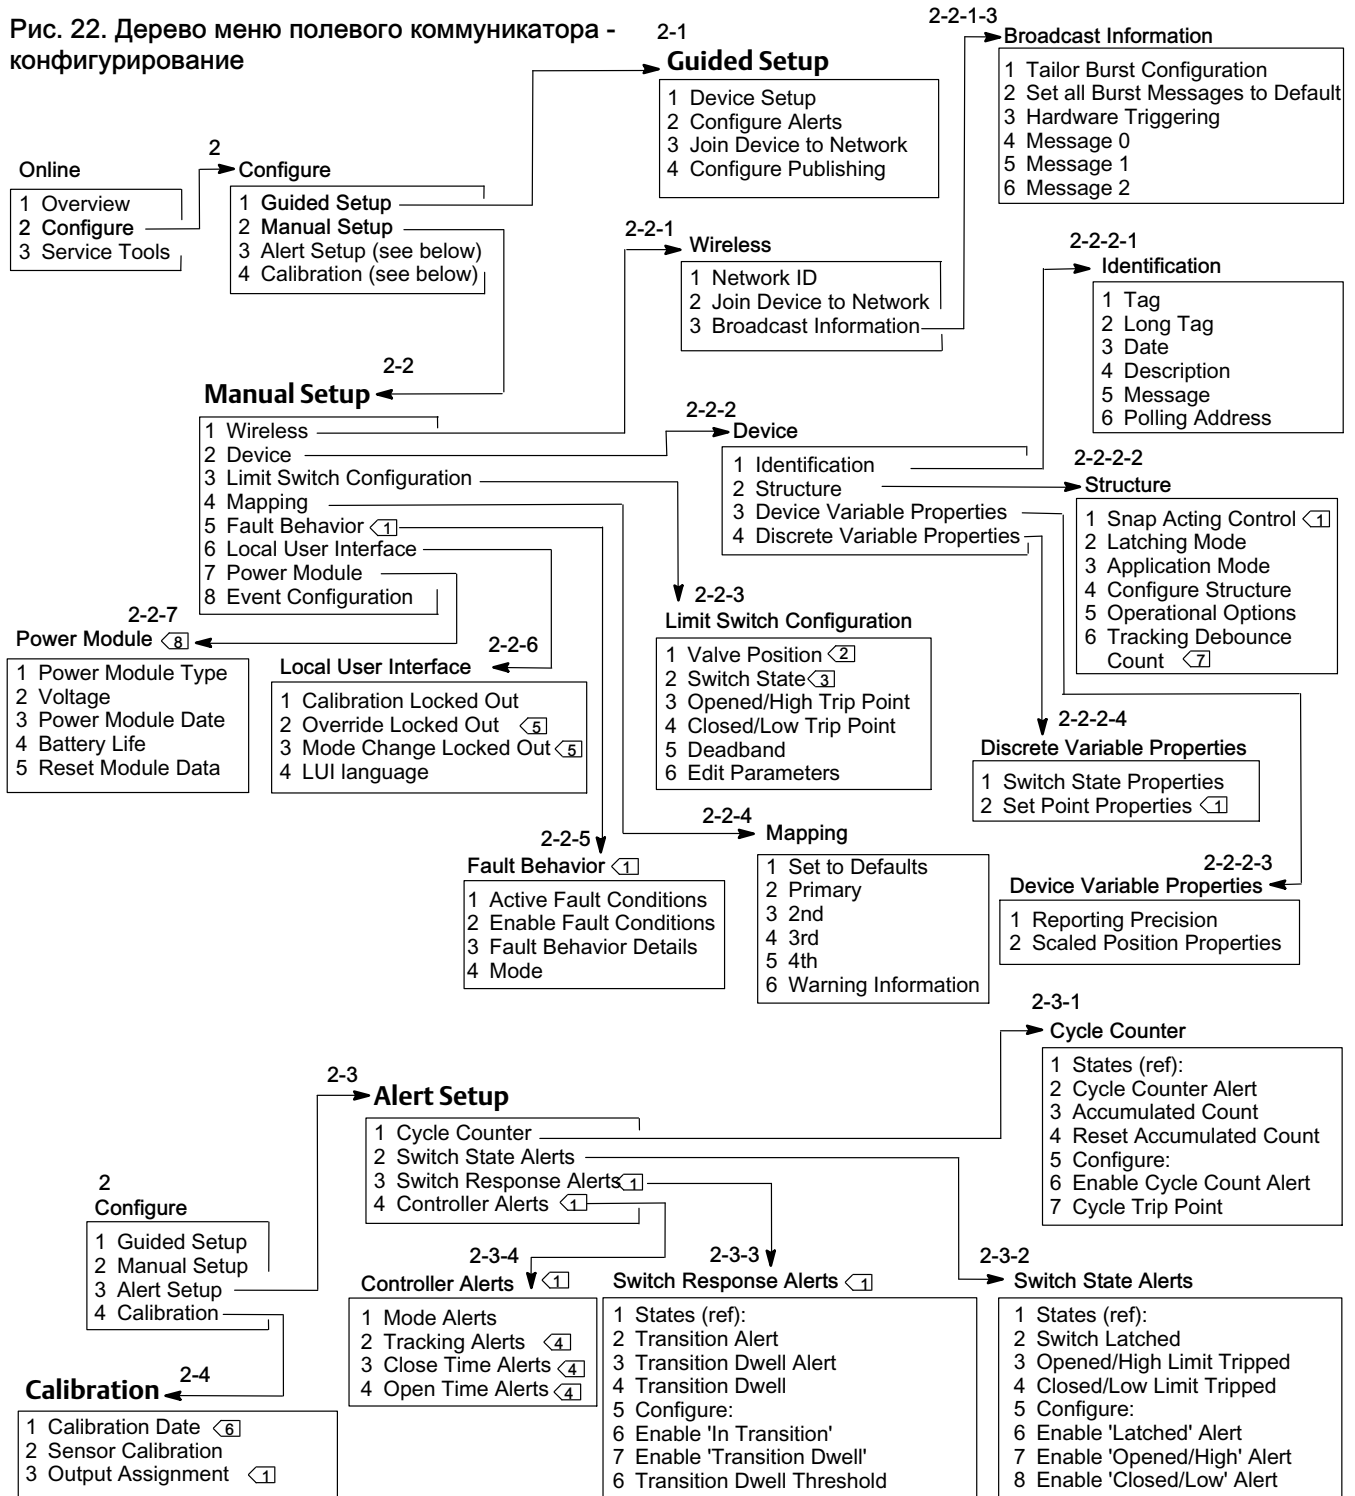 Рис. 22. Дерево меню полевого коммуникатора -
конфигурирование
Online
1 Overview
2 Configure
3 Service Tools
2
Configure
1 Guided Setup
2 Manual Setup
3 Alert Setup (see below)
4 Calibration (see below)
2-1
Guided Setup
1 Device Setup
2 Configure Alerts
3 Join Device to Network
4 Configure Publishing
2-2-1-3
Broadcast Information
1 Tailor Burst Configuration
2 Set all Burst Messages to Default
3 Hardware Triggering
4 Message 0
5 Message 1
6 Message 2
2-2-1
Wireless
1 Network ID
2 Join Device to Network
3 Broadcast Information
2-2-2-1
Identification
1 Tag
2 Long Tag
3 Date
4 Description
5 Message
6 Polling Address
2-2
Manual Setup
1 Wireless
2 Device
3 Limit Switch Configuration
4 Mapping
5 Fault Behavior 1
6 Local User Interface
7 Power Module
8 Event Configuration
2-2-2
Device
1 Identification
2 Structure
3 Device Variable Properties
4 Discrete Variable Properties
2-2-2-2
Structure
1 Snap Acting Control 1
2 Latching Mode
3 Application Mode
4 Configure Structure
5 Operational Options
6 Tracking Debounce
Count 7
2-2-7
Power Module 8
1 Power Module Type
2 Voltage
3 Power Module Date
4 Battery Life
5 Reset Module Data
2-2-6
Local User Interface
1 Calibration Locked Out
2 Override Locked Out 5
3 Mode Change Locked Out 5
4 LUI language
2-2-3
Limit Switch Configuration
1 Valve Position 2
2 Switch State 3
3 Opened/High Trip Point
4 Closed/Low Trip Point
5 Deadband
6 Edit Parameters
2-2-2-4
Discrete Variable Properties
1 Switch State Properties
2 Set Point Properties 1
2-2-5
Fault Behavior 1
1 Active Fault Conditions
2 Enable Fault Conditions
3 Fault Behavior Details
4 Mode
2-2-4
Mapping
1 Set to Defaults
2 Primary
3 2nd
4 3rd
5 4th
6 Warning Information
2-2-2-3
Device Variable Properties
1 Reporting Precision
2 Scaled Position Properties
2-3-1
Cycle Counter
1 States (ref):
2 Cycle Counter Alert
3 Accumulated Count
4 Reset Accumulated Count
5 Configure:
6 Enable Cycle Count Alert
7 Cycle Trip Point
2-3
Alert Setup
1 Cycle Counter
2 Switch State Alerts
3 Switch Response Alerts 1
4 Controller Alerts 1
2
Configure
1 Guided Setup
2 Manual Setup
3 Alert Setup
4 Calibration
2-3-4
Controller Alerts 1
1 Mode Alerts
2 Tracking Alerts 4
3 Close Time Alerts 4
4 Open Time Alerts 4
2-3-3
Switch Response Alerts 1
1 States (ref):
2 Transition Alert
3 Transition Dwell Alert
4 Transition Dwell
5 Configure:
6 Enable 'In Transition'
7 Enable 'Transition Dwell'
6 Transition Dwell Threshold
2-3-2
Switch State Alerts
1 States (ref):
2 Switch Latched
3 Opened/High Limit Tripped
4 Closed/Low Limit Tripped
5 Configure:
6 Enable 'Latched' Alert
7 Enable 'Opened/High' Alert
8 Enable 'Closed/Low' Alert
2-4
Calibration
1 Calibration Date 6
2 Sensor Calibration
3 Output Assignment 1